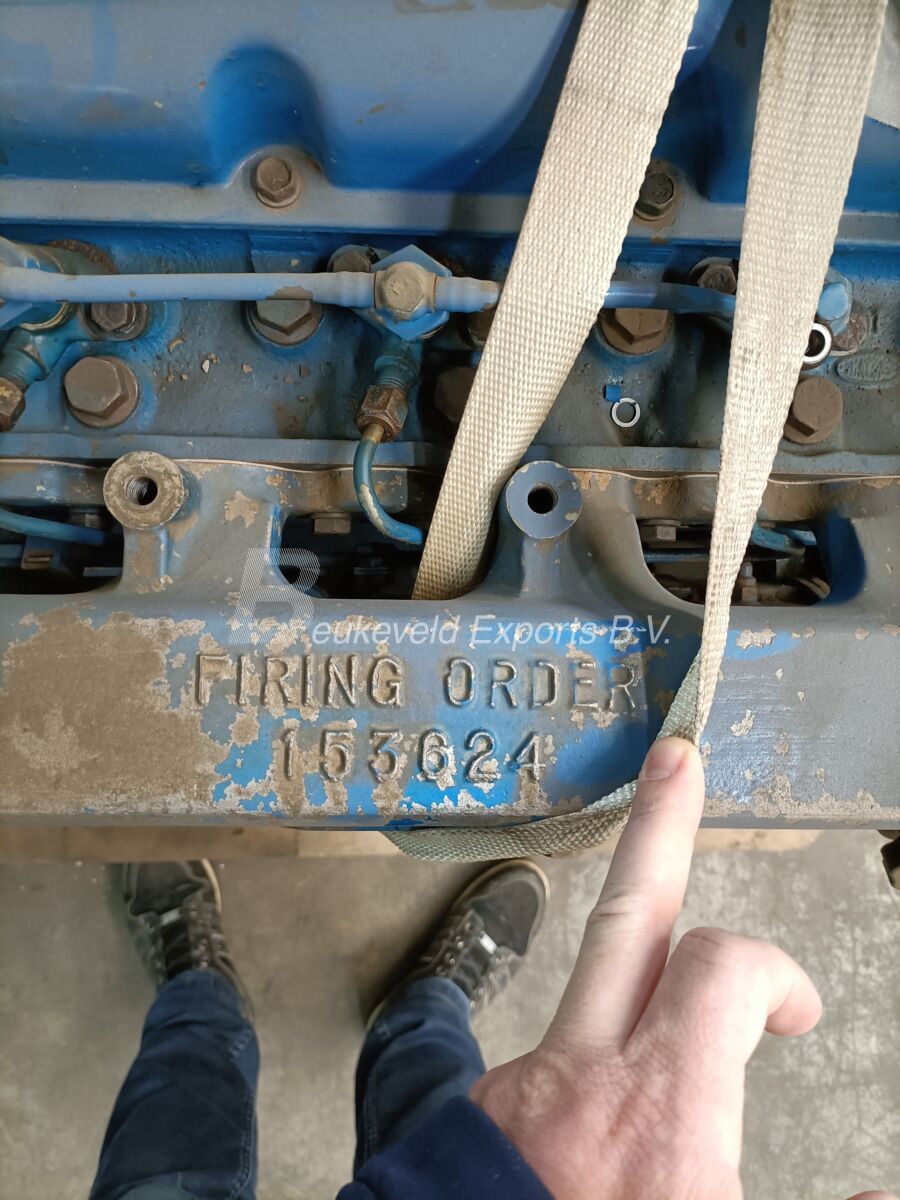 Beukeveld Exports B.V.
FIRING ORDER
153624